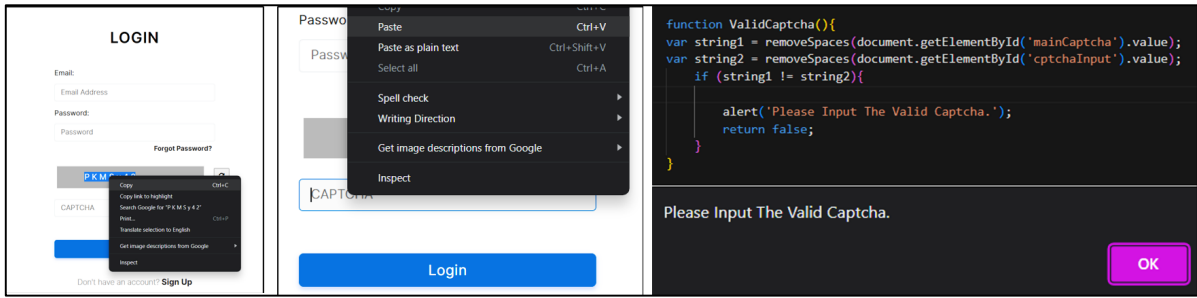 LOGIN
Email:
Email Address
Password:
Password
Forgot Password?
P K M S y 4 2
Copy Ctrl+C
Copy link to highlight
Search Google for "P K M S y 4 2"
Print... Ctrl+P
Translate selection to English
Get image descriptions from Google
Inspect
CAPTCHA
Don't have an account? Sign Up
Passwo
Passw
Copy Ctrl+C
Paste Ctrl+V
Paste as plain text Ctrl+Shift+V
Select all Ctrl+A
Spell check
Writing Direction
Get image descriptions from Google
Inspect
CAPTCHA
Login
function ValidCaptcha(){
var string1 = removeSpaces(document.getElementById('mainCaptcha').value);
var string2 = removeSpaces(document.getElementById('cptchaInput').value);
if (string1 != string2){
alert('Please Input The Valid Captcha.');
return false;
}
}
Please Input The Valid Captcha.
OK